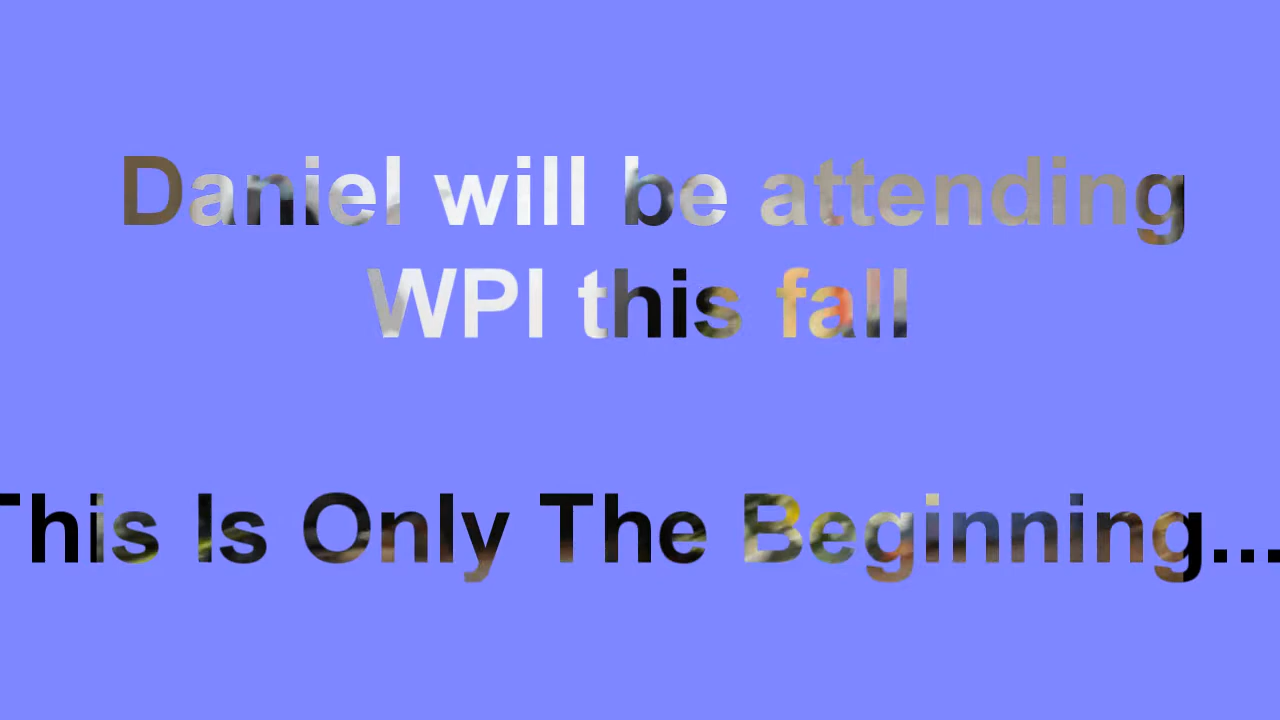 Daniel will be attending
WPI this fall
This Is Only The Beginning...